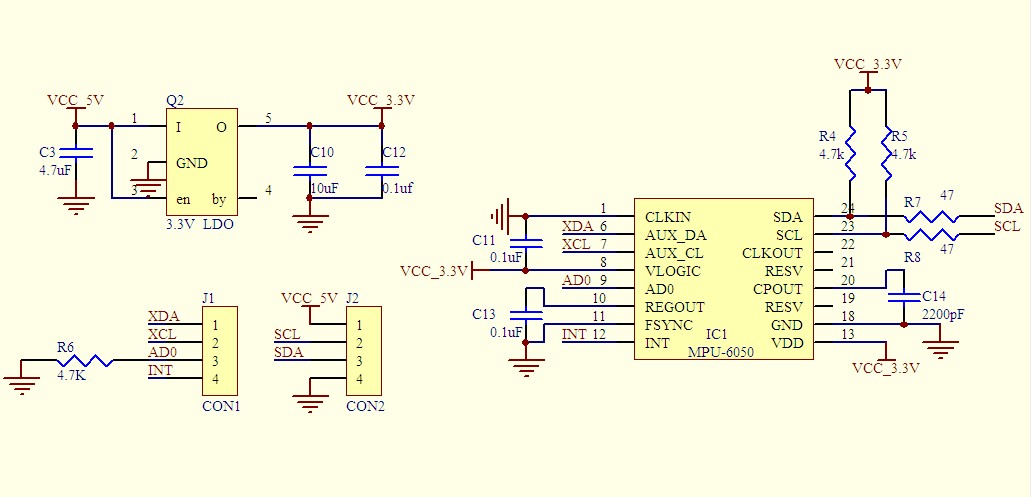 VCC_5V
Q2
VCC_3.3V
1
I
O
5
C3
4.7uF
2
GND
C10
10uF
C12
0.1uf
3
en
by
4
3.3V LDO
VCC_3.3V
R4
4.7k
R5
4.7k
R7
47
SDA
SCL
47
R8
1
CLKIN
SDA
24
XDA
6
AUX_DA
SCL
23
XCL
7
AUX_CL
CLKOUT
22
C11
0.1uF
VCC_3.3V
8
VLOGIC
RESV
21
AD0
9
AD0
CPOUT
20
10
REGOUT
RESV
19
C14
2200pF
C13
0.1uF
11
FSYNC
GND
18
INT
12
INT
VDD
13
IC1
MPU-6050
VCC_3.3V
J1
XDA
1
XCL
2
AD0
3
INT
4
CON1
R6
4.7K
VCC_5V
J2
1
SCL
2
SDA
3
4
CON2